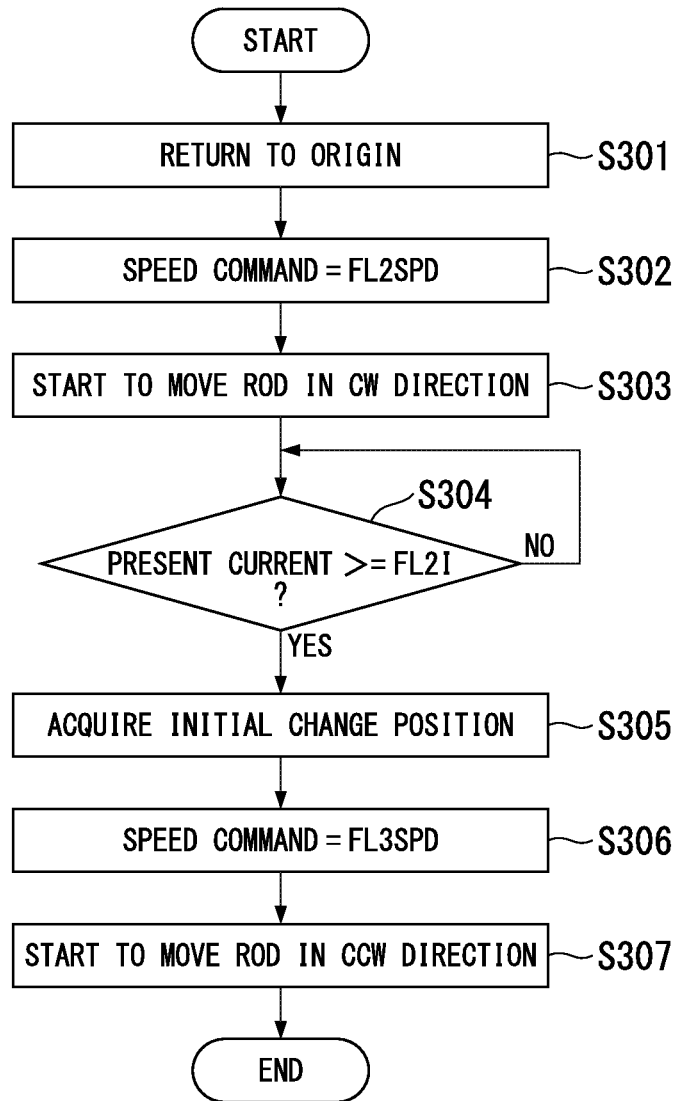 START
RETURN TO ORIGIN
S301
SPEED COMMAND = FL2SPD
S302
START TO MOVE ROD IN CW DIRECTION
S303
S304
PRESENT CURRENT >= FL2I
?
NO
YES
ACQUIRE INITIAL CHANGE POSITION
S305
SPEED COMMAND = FL3SPD
S306
START TO MOVE ROD IN CCW DIRECTION
S307
END